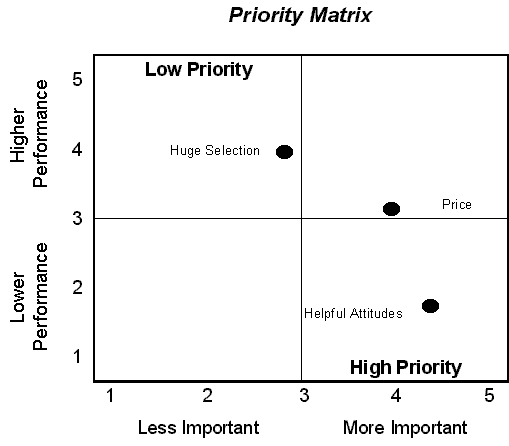 Priority Matrix
Low Priority
Higher
Performance
5
4
3
2
1
Huge Selection
Price
Lower
Performance
Helpful Attitudes
High Priority
1 2 3 4 5
Less Important More Important